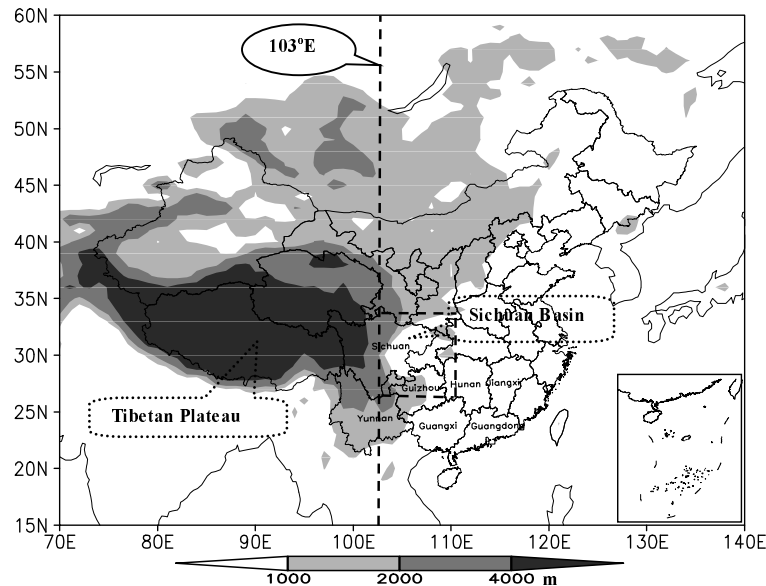 60N
103°E
55N
50N
45N
40N
35N
Sichuan Basin
Sichuan
30N
Guizhou
Hunan
Jiangxi
Tibetan Plateau
25N
Yunnan
Guangxi
Guangdong
20N
15N
70E 80E 90E 100E 110E 120E 130E 140E
1000 2000 4000 m